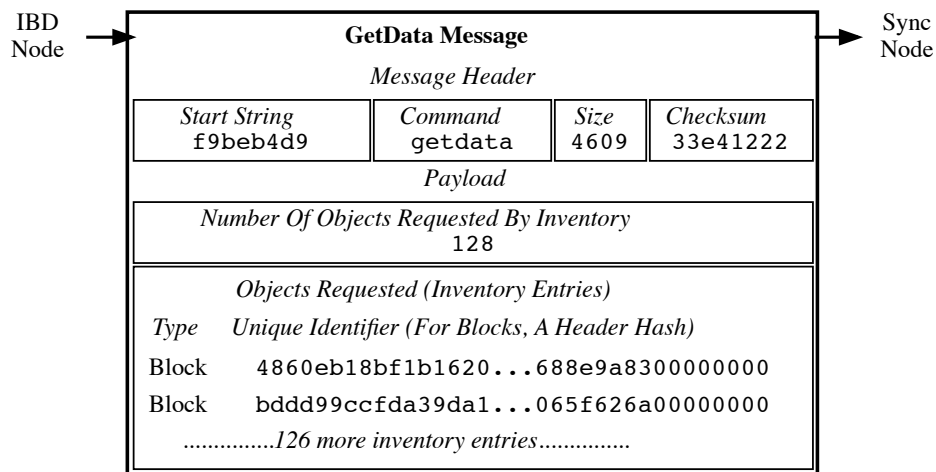 IBD
Node
GetData Message
Sync
Node
Message Header
Start String
f9beb4d9
Command
getdata
Size
4609
Checksum
33e41222
Payload
Number Of Objects Requested By Inventory
128
Objects Requested (Inventory Entries)
Type Unique Identifier (For Blocks, A Header Hash)
Block 4860eb18bf1b1620...688e9a8300000000
Block bddd99ccfda39da1...065f626a00000000
...............126 more inventory entries...............